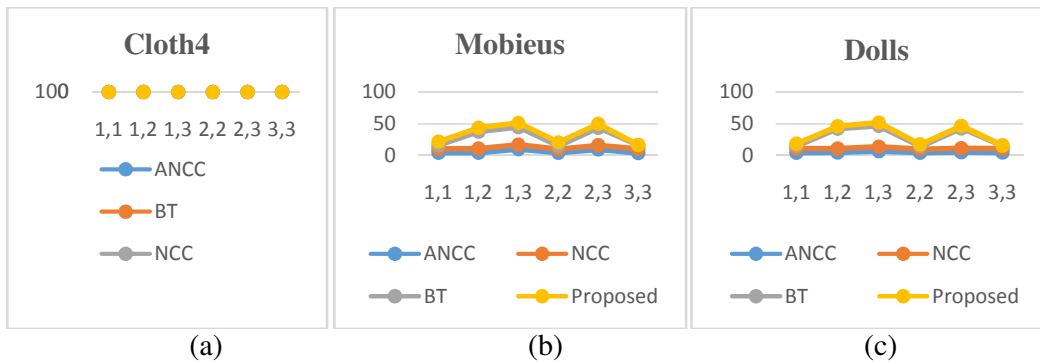 Cloth4
100
1,1 1,2 1,3 2,2 2,3 3,3
ANCC
BT
NCC
(a)
Mobieus
100
50
0
1,1 1,2 1,3 2,2 2,3 3,3
ANCC NCC
BT Proposed
(b)
Dolls
100
50
0
1,1 1,2 1,3 2,2 2,3 3,3
ANCC NCC
BT Proposed
(c)